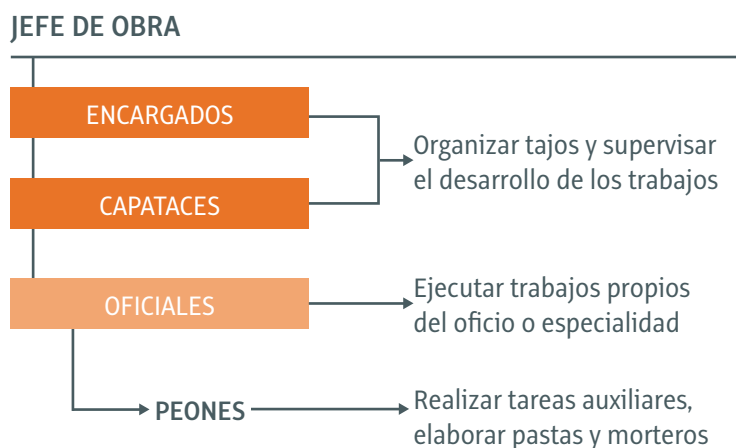 JEFE DE OBRA
ENCARGADOS
CAPATACES
Organizar tajos y supervisar
el desarrollo de los trabajos
OFICIALES
Ejecutar trabajos propios
del oficio o especialidad
PEONES
Realizar tareas auxiliares,
elaborar pastas y morteros